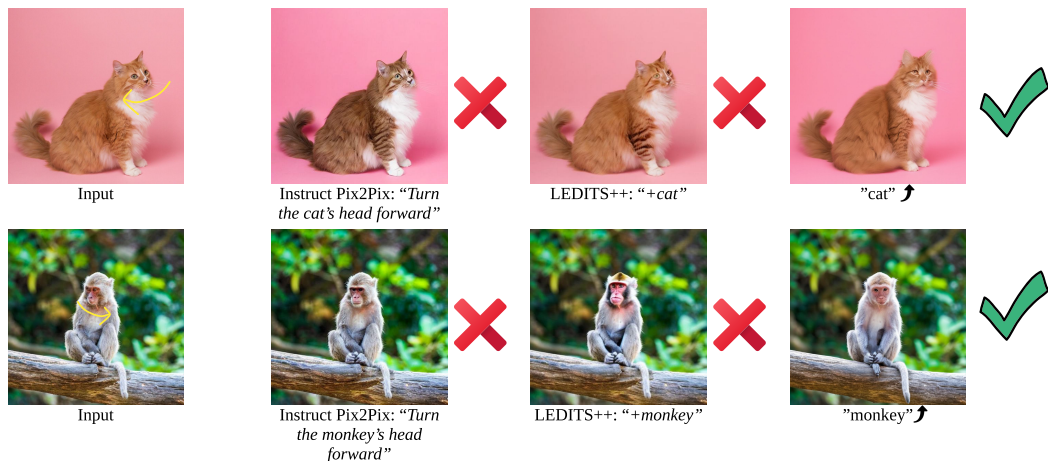 Input
Instruct Pix2Pix: “Turn
the cat’s head forward”
LEDITS++: “+cat”
”cat”
Input
Instruct Pix2Pix: “Turn
the monkey’s head
forward”
LEDITS++: “+monkey”
”monkey”